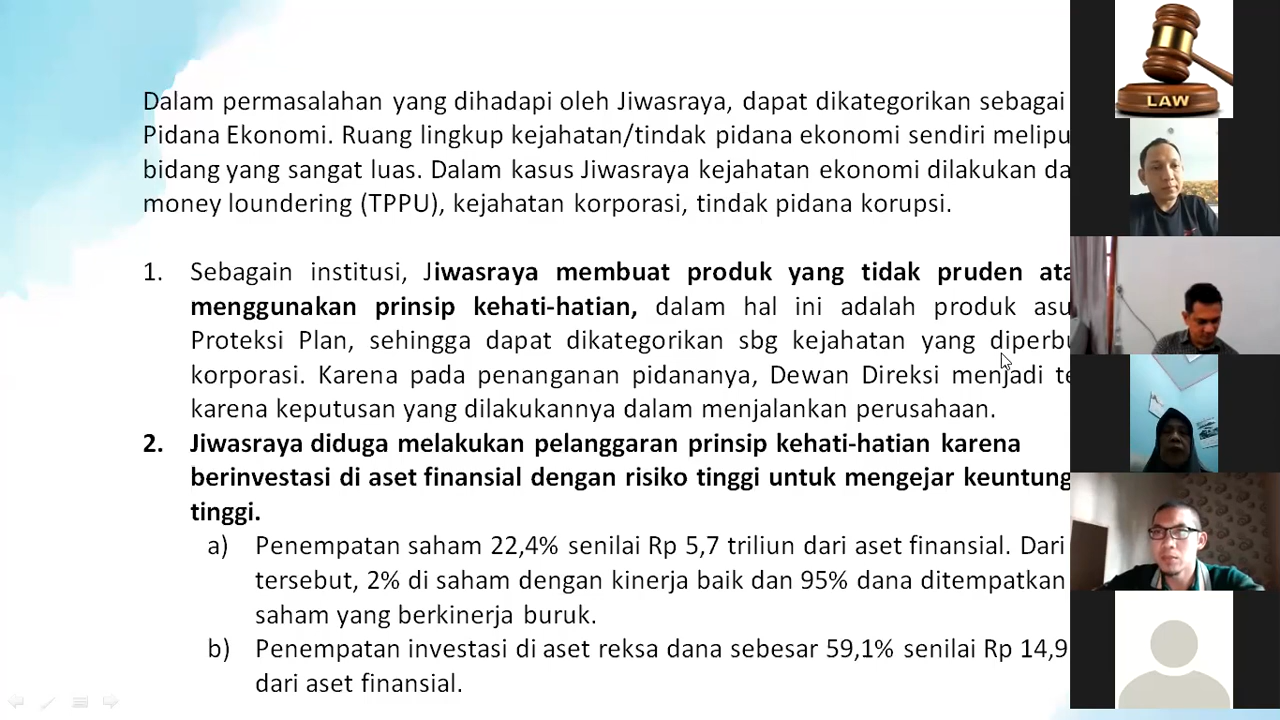 Dalam permasalahan yang dihadapi oleh Jiwasraya, dapat dikategorikan sebagai
Pidana Ekonomi. Ruang lingkup kejahatan/tindak pidana ekonomi sendiri
bidang yang sangat luas. Dalam kasus Jiwasraya kejahatan ekonomi dilakukan
money loundering (TPPU), kejahatan korporasi, tindak pidana korupsi.
1. Sebagain institusi, Jiwasraya membuat produk yang tidak pruden
menggunakan prinsip kehati-hatian, dalam hal ini adalah produk
Proteksi Plan, sehingga dapat dikategorikan sbg kejahatan yang
korporasi. Karena pada penanganan pidananya, Dewan Direksi menjadi
karena keputusan yang dilakukannya dalam menjalankan perusahaan.
2. Jiwasraya diduga melakukan pelanggaran prinsip kehati-hatian karena
berinvestasi di aset finansial dengan risiko tinggi untuk mengejar
tinggi.
a) Penempatan saham 22,4% senilai Rp 5,7 triliun dari aset finansial. Dari
tersebut, 2% di saham dengan kinerja baik dan 95% dana ditempatkan
saham yang berkinerja buruk.
b) Penempatan investasi di aset reksa dana sebesar 59,1% senilai Rp 14,9
dari aset finansial.
LAW